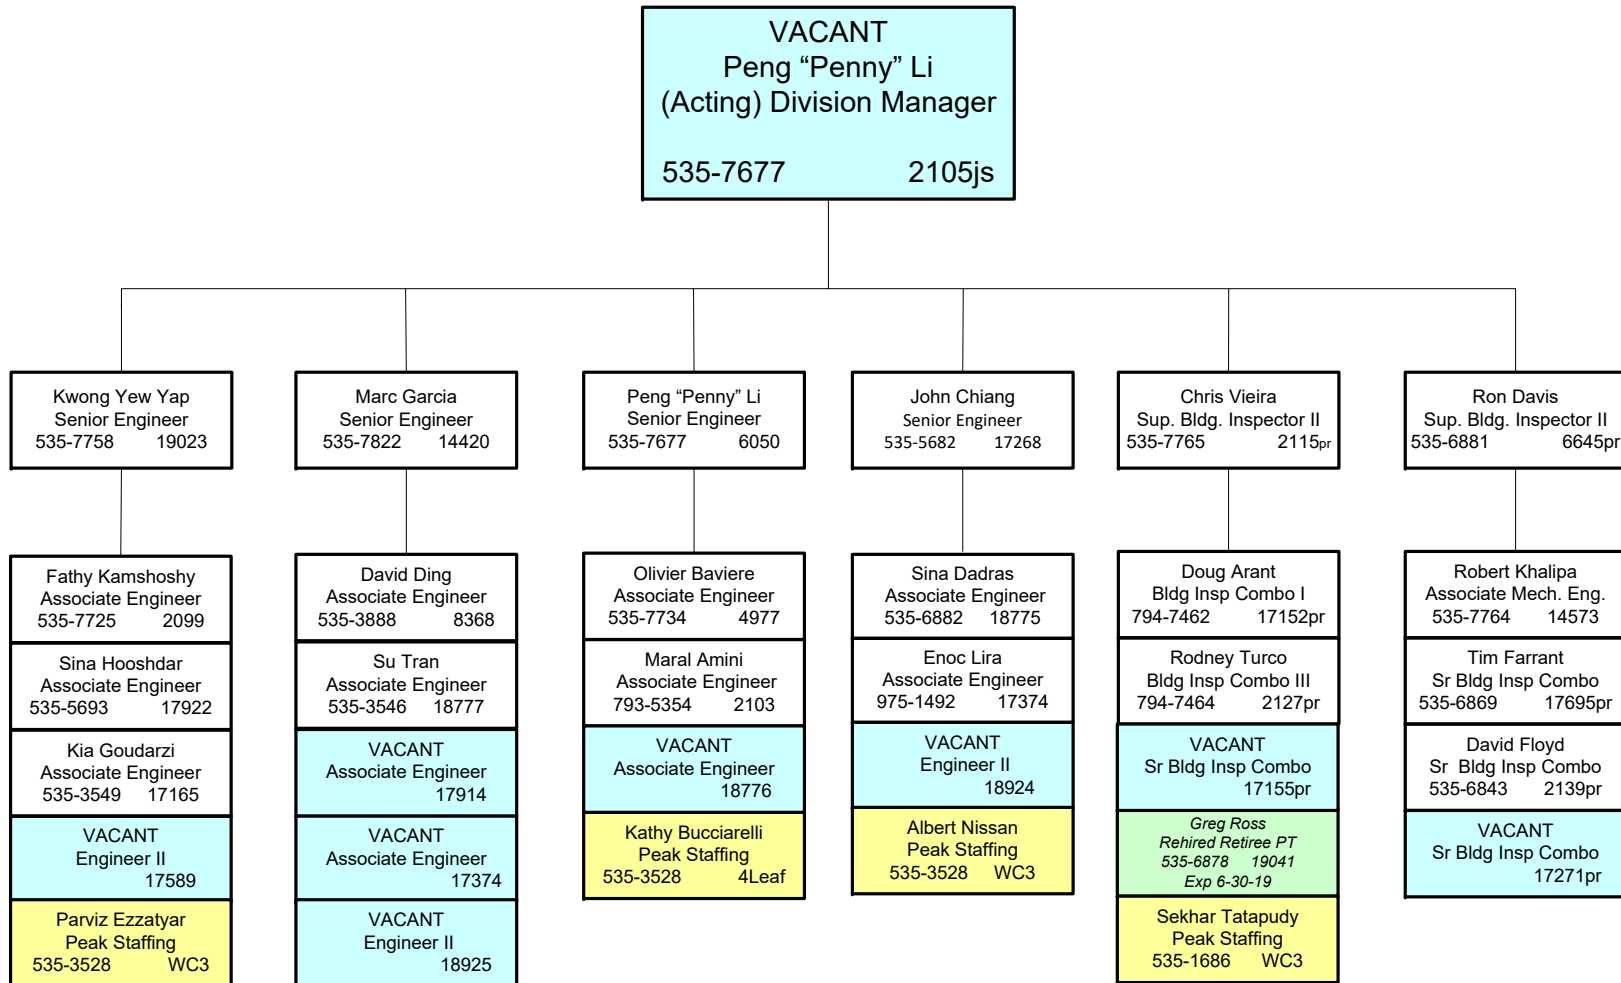 VACANT
Peng “Penny” Li
(Acting) Division Manager
535-7677 2105js
Kwong Yew Yap
Senior Engineer
535-7758 19023
Marc Garcia
Senior Engineer
535-7822 14420
Peng “Penny” Li
Senior Engineer
535-7677 6050
John Chiang
Senior Engineer
535-5682 17268
Chris Vieira
Sup. Bldg. Inspector II
535-7765 2115pr
Ron Davis
Sup. Bldg. Inspector II
535-6881 6645pr
Fathy Kamshoshy
Associate Engineer
535-7725 2099
Sina Hooshdar
Associate Engineer
535-5693 17922
Kia Goudarzi
Associate Engineer
535-3549 17165
VACANT
Engineer II
17589
Parviz Ezzatyar
Peak Staffing
535-3528 WC3
David Ding
Associate Engineer
535-3888 8368
Su Tran
Associate Engineer
535-3546 18777
VACANT
Associate Engineer
17914
VACANT
Associate Engineer
17374
VACANT
Engineer II
18925
Olivier Baviere
Associate Engineer
535-7734 4977
Maral Amini
Associate Engineer
793-5354 2103
VACANT
Associate Engineer
18776
Kathy Bucciarelli
Peak Staffing
535-3528 4Leaf
Sina Dadras
Associate Engineer
535-6882 18775
Enoc Lira
Associate Engineer
975-1492 17374
VACANT
Engineer II
18924
Albert Nissan
Peak Staffing
535-3528 WC3
Doug Arant
Bldg Insp Combo I
794-7462 17152pr
Rodney Turco
Bldg Insp Combo III
794-7464 2127pr
VACANT
Sr Bldg Insp Combo
17155pr
Greg Ross
Rehired Retiree PT
535-6878 19041
Exp 6-30-19
Sekhar Tatapudy
Peak Staffing
535-1686 WC3
Robert Khalipa
Associate Mech. Eng.
535-7764 14573
Tim Farrant
Sr Bldg Insp Combo
535-6869 17695pr
David Floyd
Sr Bldg Insp Combo
535-6843 2139pr
VACANT
Sr Bldg Insp Combo
17271pr